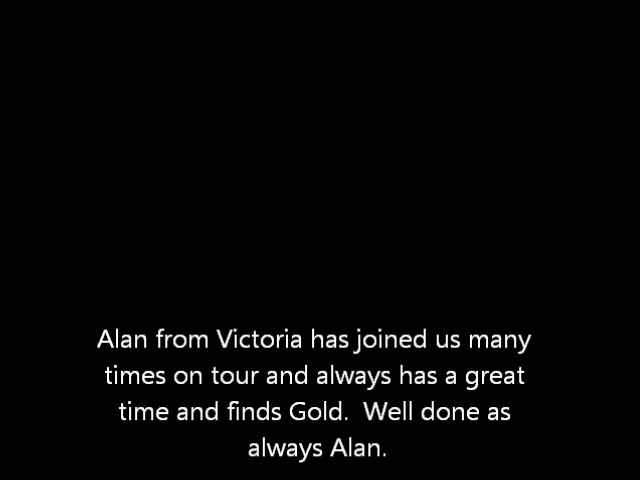 Alan from Victoria has joined us many
times on tour and always has a great
time and finds Gold.  Well done as
always Alan.